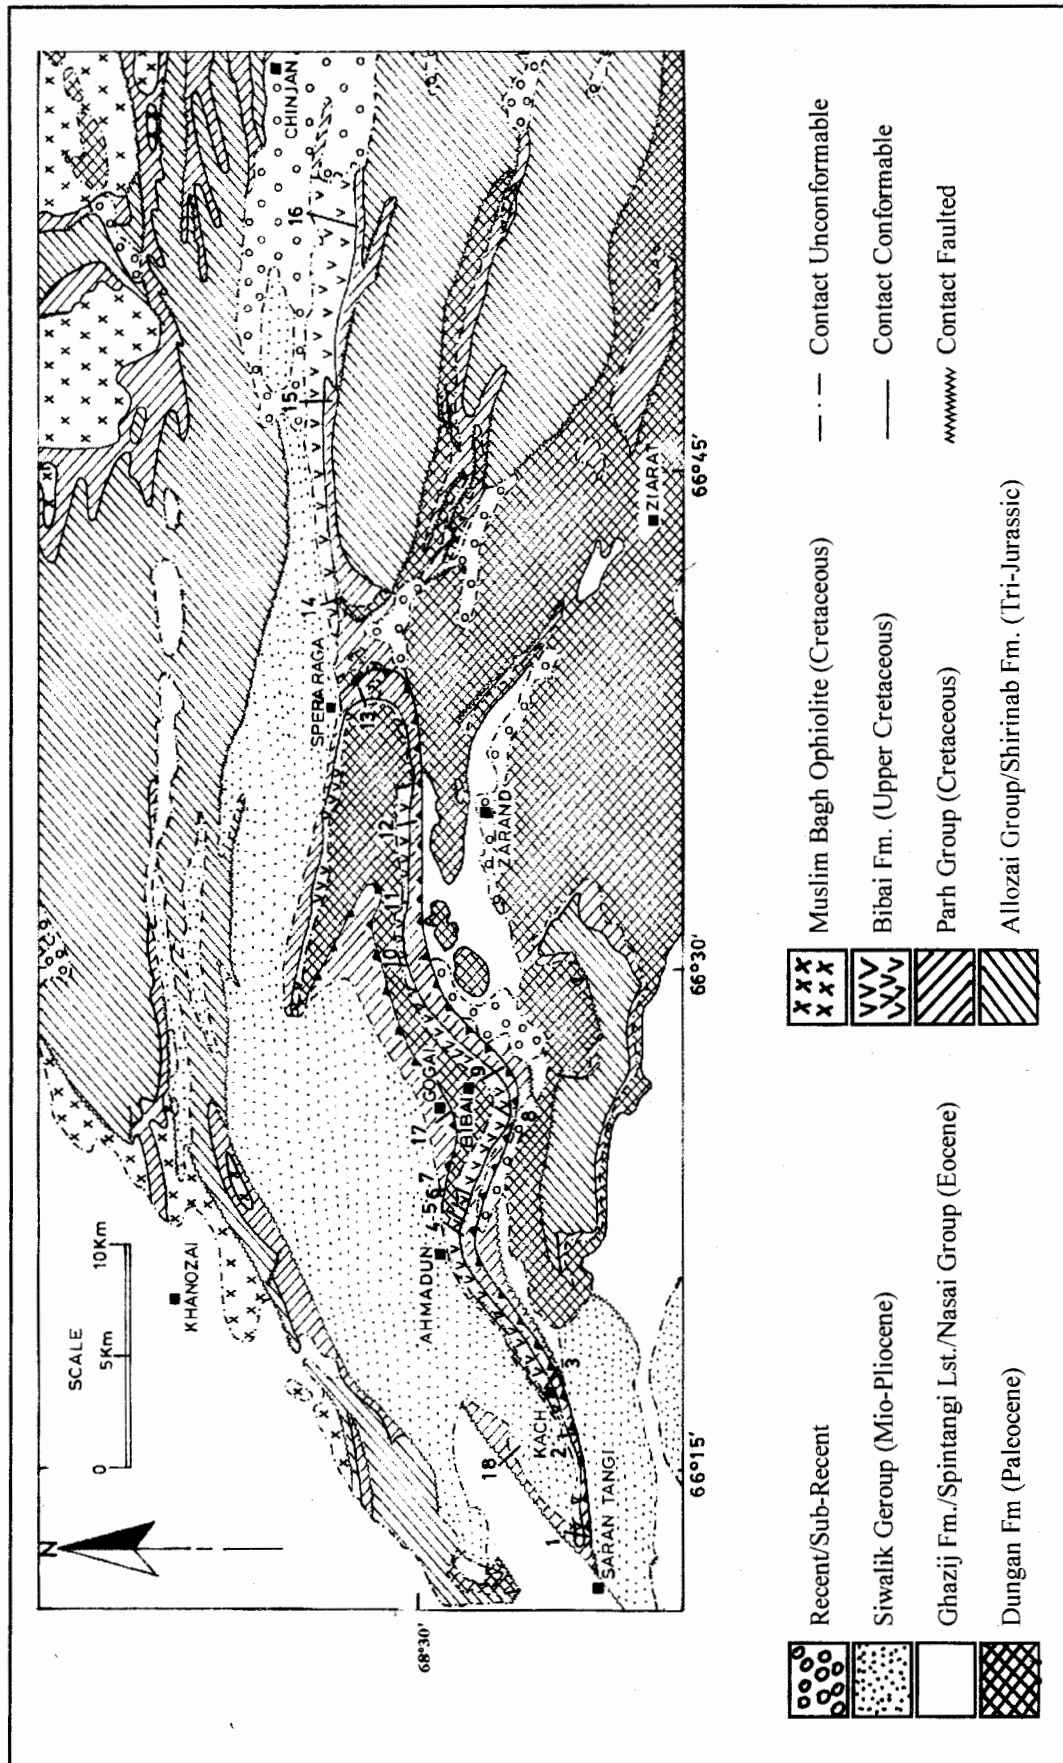 N
SCALE
0 5Km 10Km
KHANOZAI
CHINJAN
16
15
14
SPERA RAGA
13
12
11
10
GOGAI
17
BIBAI
9
8
AHMADUN
4 5 6 7
ZARAND
ZIARAT
KACH
3
2
18
1
SARAN TANGI
68°30'
66°15'
66°30'
66°45'
Recent/Sub-Recent
Siwalik Geroup (Mio-Pliocene)
Ghazij Fm./Spintangi Lst./Nasai Group (Eocene)
Dungan Fm (Paleocene)
Muslim Bagh Ophiolite (Cretaceous)
Bibai Fm. (Upper Cretaceous)
Parh Group (Cretaceous)
Allozai Group/Shirinab Fm. (Tri-Jurassic)
Contact Unconformable
Contact Conformable
Contact Faulted